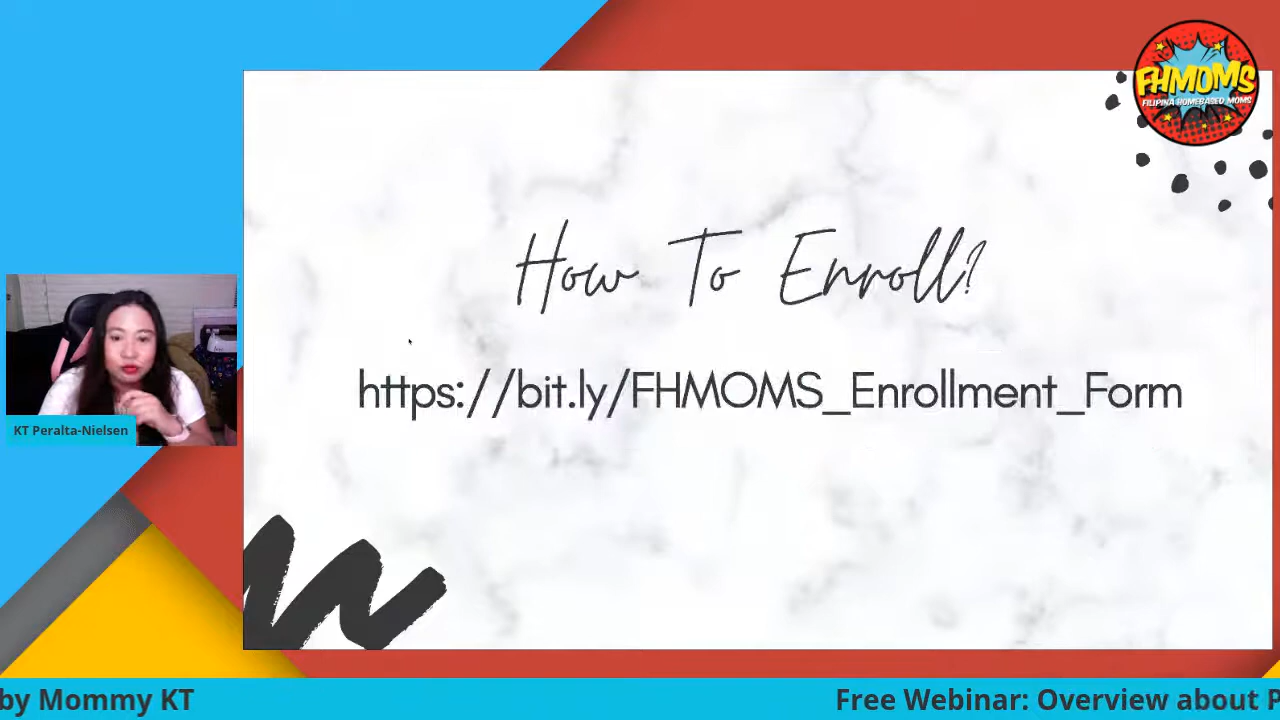 FHMOMS
FILIPINA HOMEBASED MOMS
How To Enroll?
https://bit.ly/FHMOMS_Enrollment_Form
KT Peralta-Nielsen
by Mommy KT
Free Webinar: Overview about P